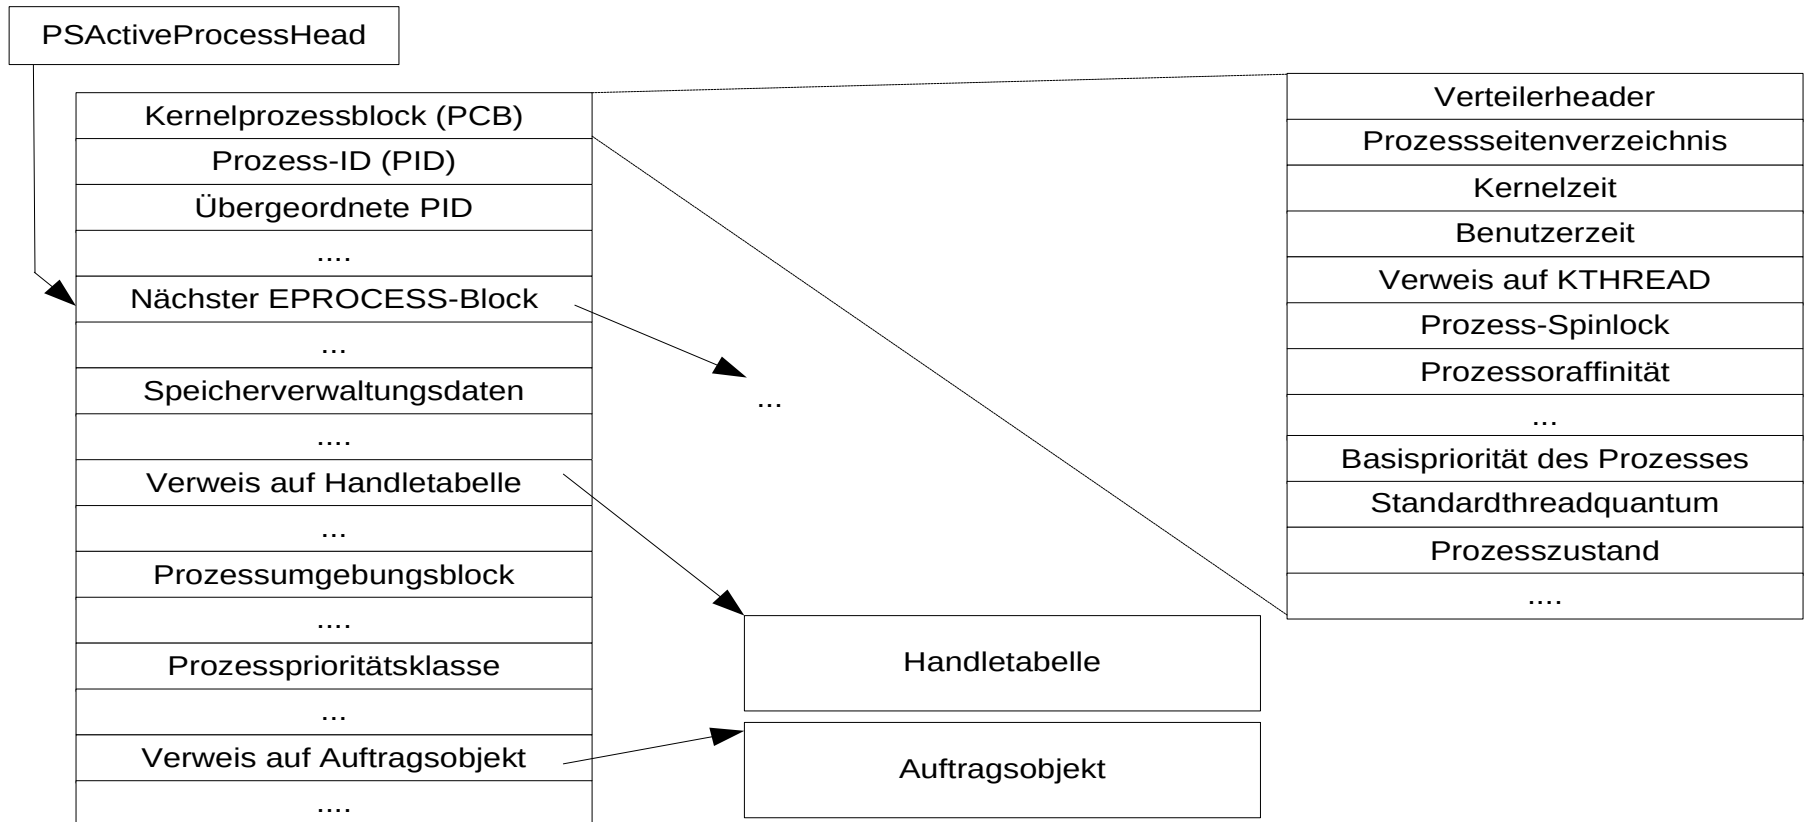 PSActiveProcessHead
Kernelprozessblock (PCB)
Prozess-ID (PID)
Übergeordnete PID
....
Nächster EPROCESS-Block
...
Speicherverwaltungsdaten
....
Verweis auf Handletabelle
...
Prozessumgebungsblock
....
Prozessprioritätsklasse
...
Verweis auf Auftragsobjekt
....
...
Handletabelle
Auftragsobjekt
Verteilerheader
Prozessseitenverzeichnis
Kernelzeit
Benutzerzeit
Verweis auf KTHREAD
Prozess-Spinlock
Prozessoraffinität
...
Basispriorität des Prozesses
Standardthreadquantum
Prozesszustand
....